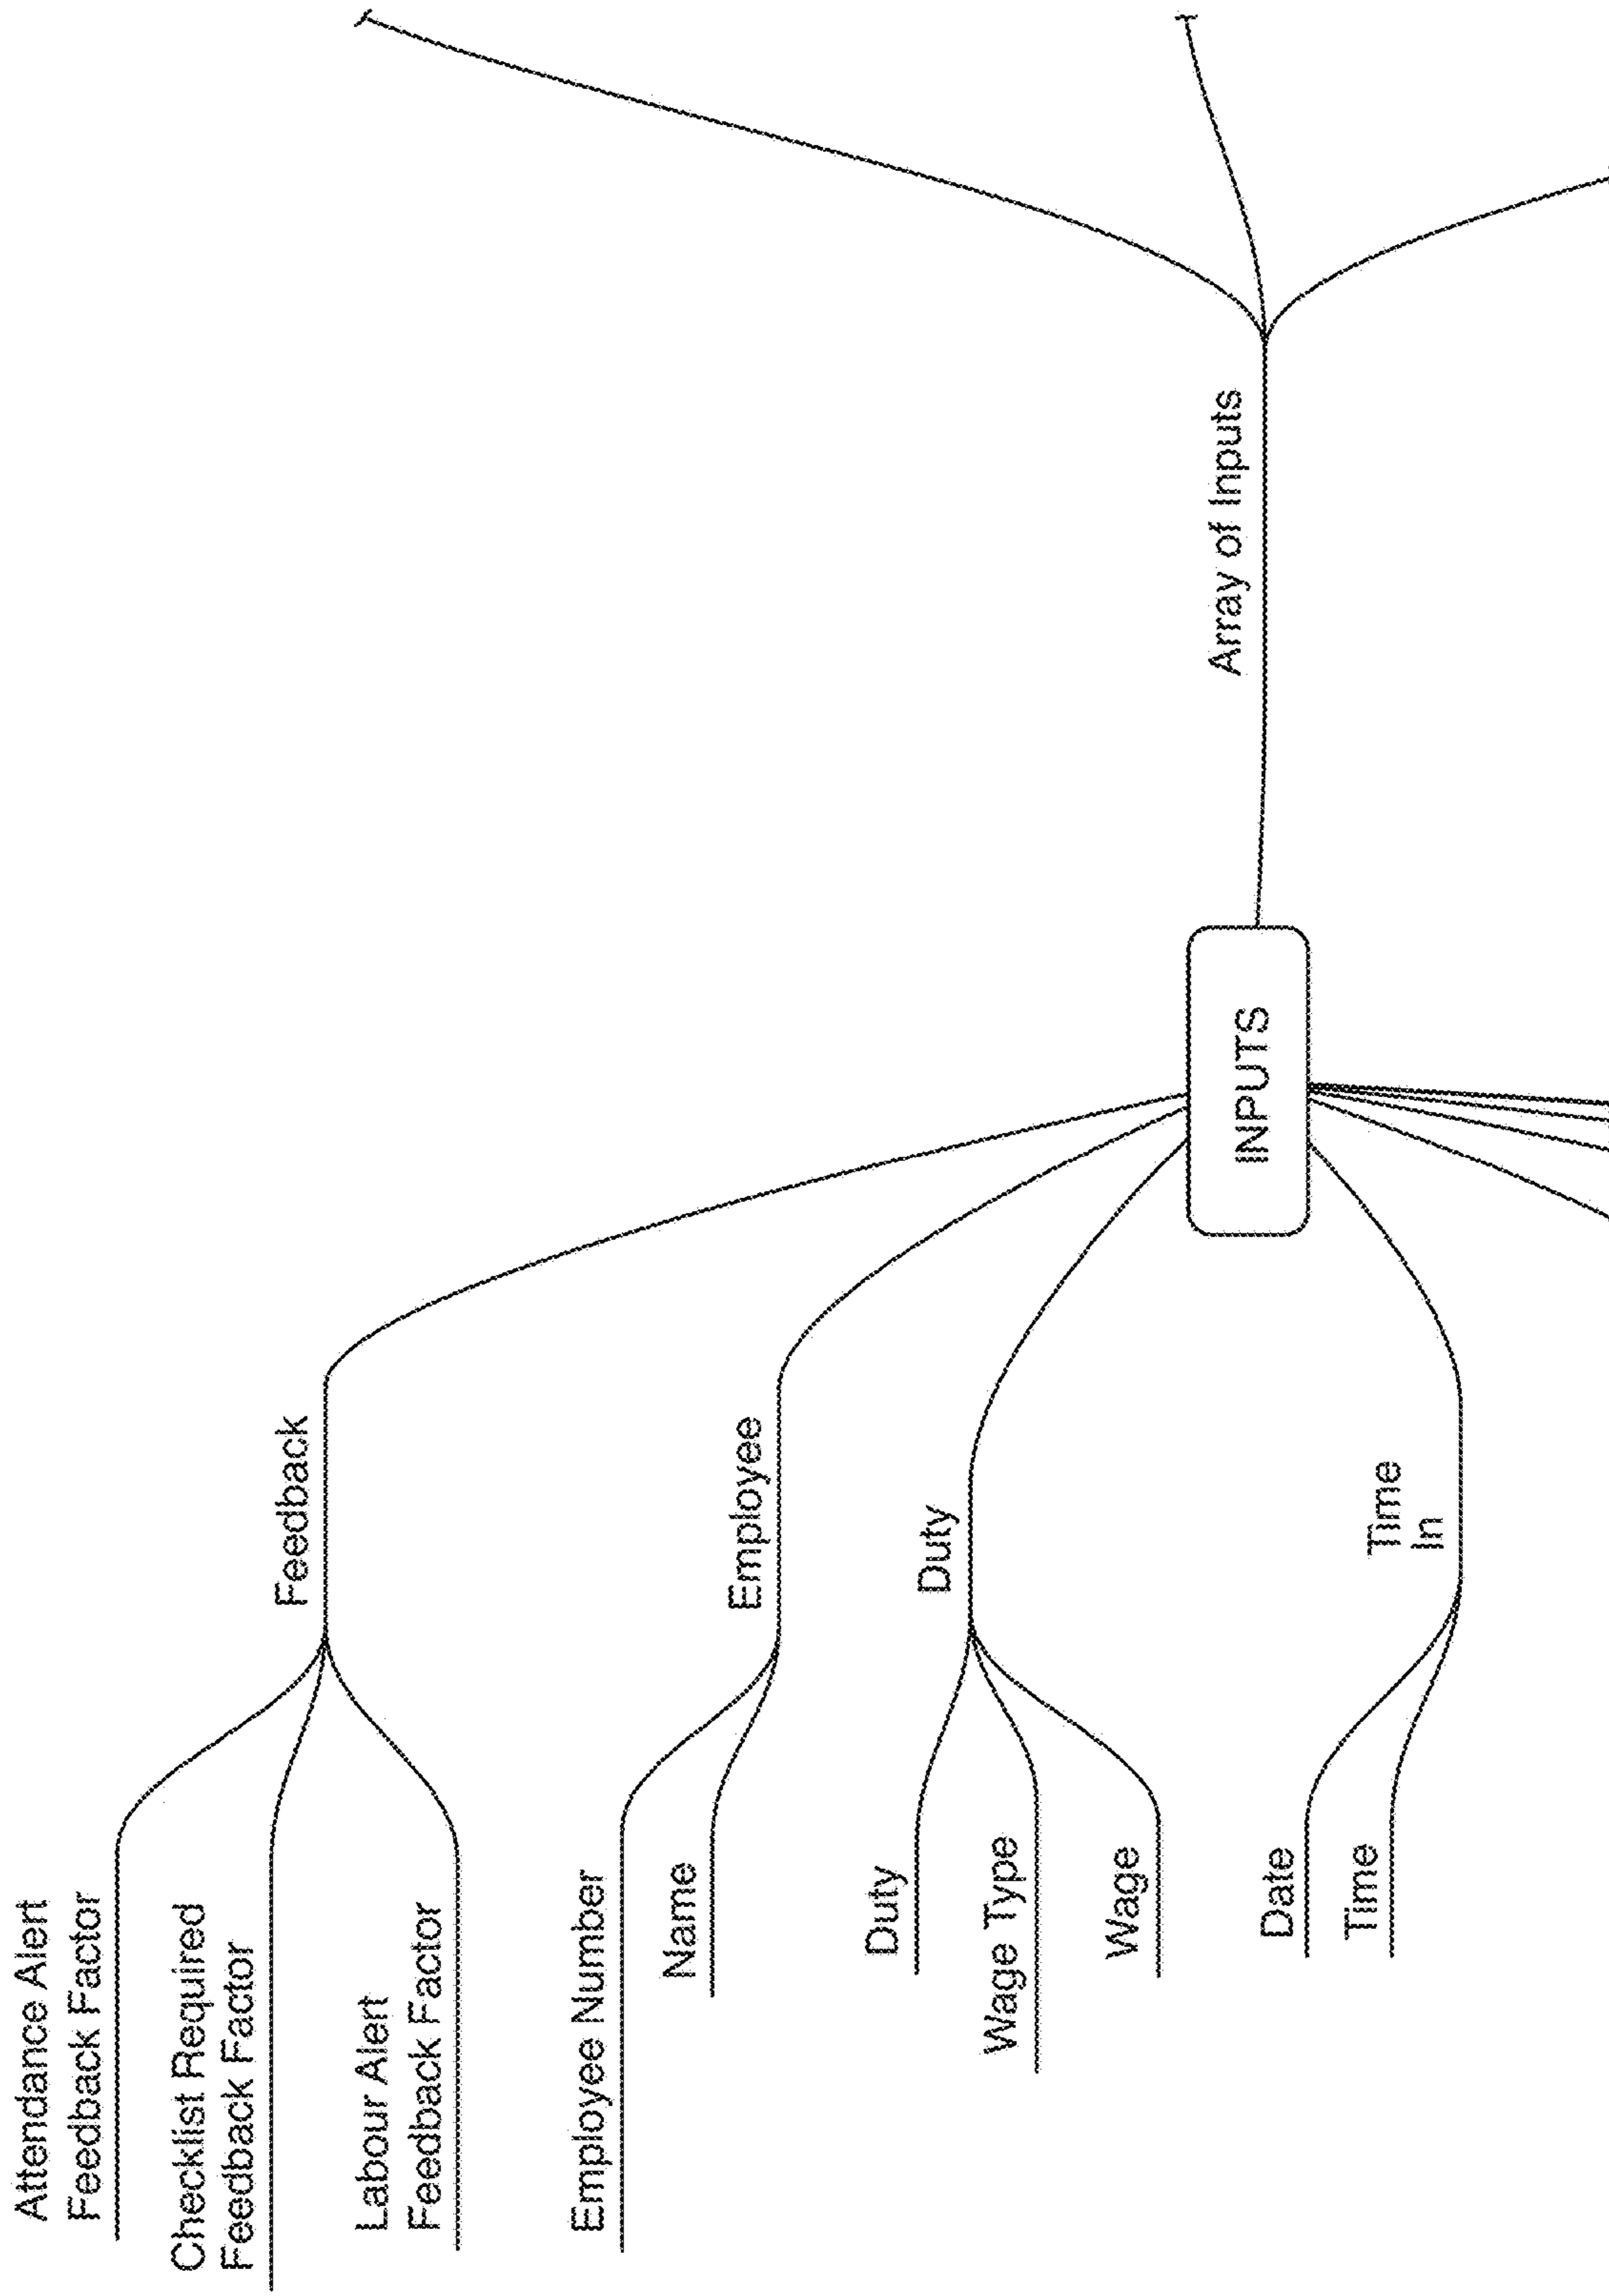 Attendance Alert
Feedback Factor
Checklist Required
Feedback Factor
Labour Alert
Feedback Factor
Feedback
Employee Number
Name
Employee
Duty
Wage Type
Wage
Duty
Date
Time
Time
In
INPUTS
Array of Inputs